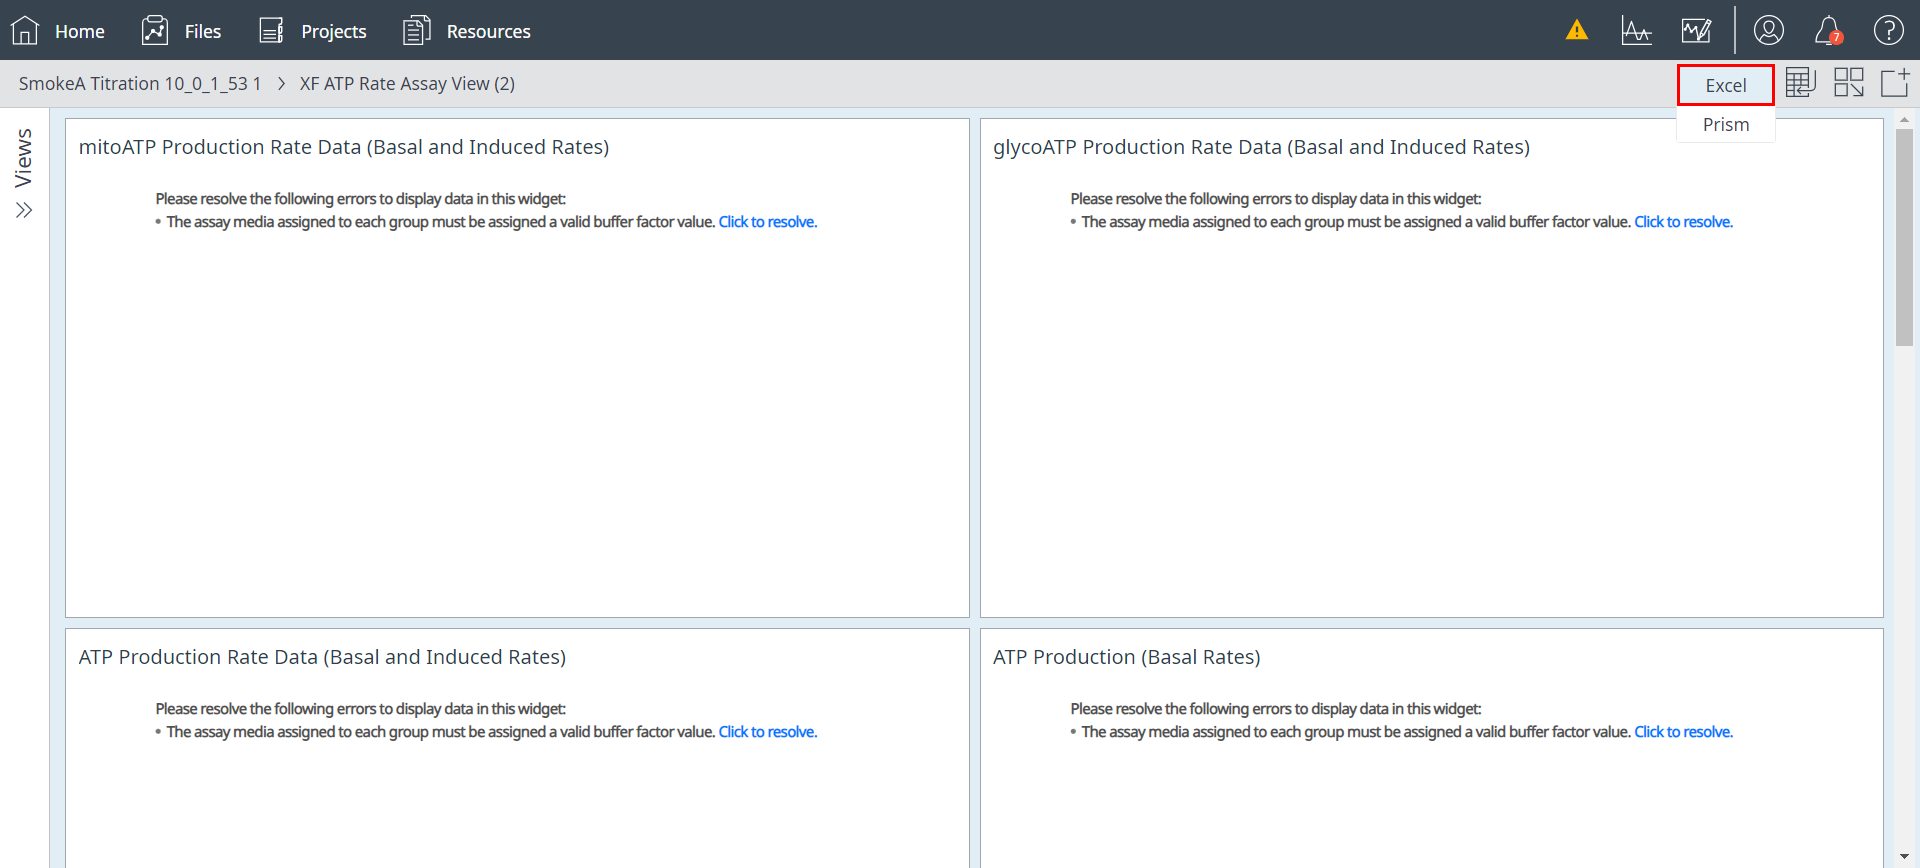 Home
Files
Projects
Resources
7
SmokeA Titration 10_0_1_53 1 > XF ATP Rate Assay View (2)
Excel
Prism
Views
mitoATP Production Rate Data (Basal and Induced Rates)
Please resolve the following errors to display data in this widget:
• The assay media assigned to each group must be assigned a valid buffer factor value. Click to resolve.
glycoATP Production Rate Data (Basal and Induced Rates)
Please resolve the following errors to display data in this widget:
• The assay media assigned to each group must be assigned a valid buffer factor value. Click to resolve.
ATP Production Rate Data (Basal and Induced Rates)
Please resolve the following errors to display data in this widget:
• The assay media assigned to each group must be assigned a valid buffer factor value. Click to resolve.
ATP Production (Basal Rates)
Please resolve the following errors to display data in this widget:
• The assay media assigned to each group must be assigned a valid buffer factor value. Click to resolve.